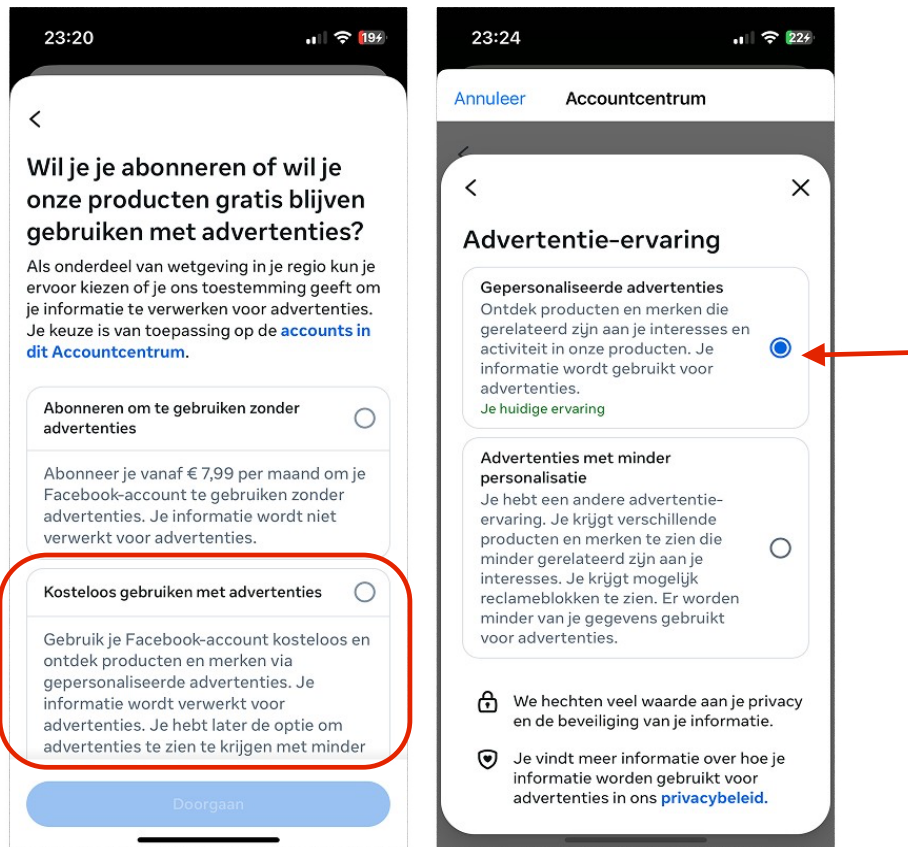 23:20
19
Wil je je abonneren of wil je
onze producten gratis blijven
gebruiken met advertenties?
Als onderdeel van wetgeving in je regio kun je
ervoor kiezen of je ons toestemming geeft om
je informatie te verwerken voor advertenties.
Je keuze is van toepassing op de accounts in
dit Accountcentrum.
Abonneren om te gebruiken zonder
advertenties
Abonneer je vanaf € 7,99 per maand om je
Facebook-account te gebruiken zonder
advertenties. Je informatie wordt niet
verwerkt voor advertenties.
Kosteloos gebruiken met advertenties
Gebruik je Facebook-account kosteloos en
ontdek producten en merken via
gepersonaliseerde advertenties. Je
informatie wordt verwerkt voor
advertenties. Je hebt later de optie om
advertenties te zien te krijgen met minder
Doorgaan
23:24
22
Annuleer Accountcentrum
Advertentie-ervaring
Gepersonaliseerde advertenties
Ontdek producten en merken die
gerelateerd zijn aan je interesses en
activiteit in onze producten. Je
informatie wordt gebruikt voor
advertenties.
Je huidige ervaring
Advertenties met minder
personalisatie
Je hebt een andere advertentie-
ervaring. Je krijgt verschillende
producten en merken te zien die
minder gerelateerd zijn aan je
interesses. Je krijgt mogelijk
reclameblokken te zien. Er worden
minder van je gegevens gebruikt
voor advertenties.
We hechten veel waarde aan je privacy
en de beveiliging van je informatie.
Je vindt meer informatie over hoe je
informatie worden gebruikt voor
advertenties in ons privacybeleid.